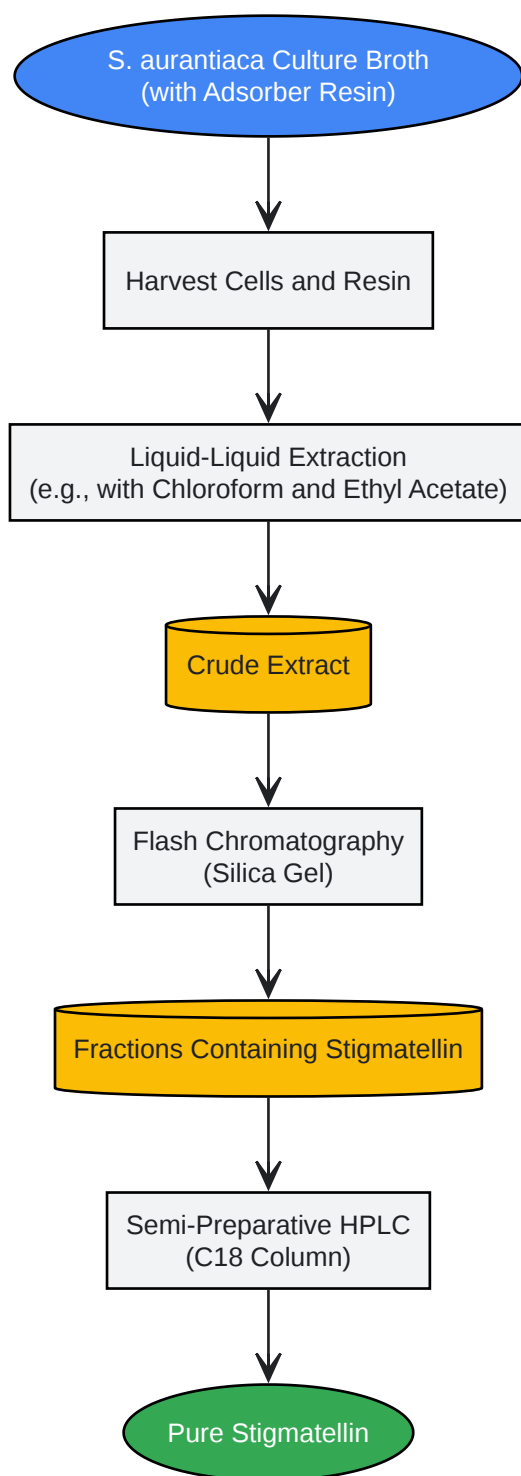 S. aurantiaca Culture Broth
(with Adsorber Resin)
Harvest Cells and Resin
Liquid-Liquid Extraction
(e.g., with Chloroform and Ethyl Acetate)
Crude Extract
Flash Chromatography
(Silica Gel)
Fractions Containing Stigmatellin
Semi-Preparative HPLC
(C18 Column)
Pure Stigmatellin